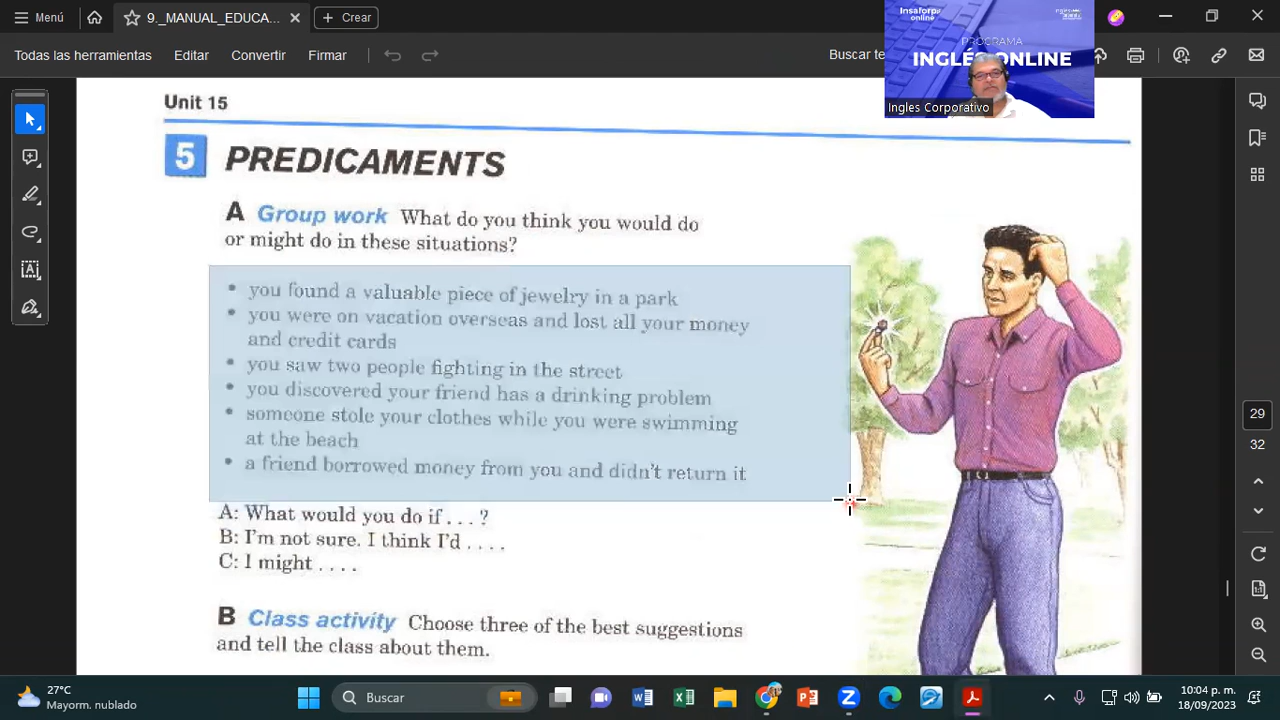 Menú
9._MANUAL_EDUCA...
Crear
Todas las herramientas
Editar
Firmar
Buscar te
Insaforp
online
PROGRAMA
INGLÉS ONLINE
Ingles Corporativo
Unit 15
5 PREDICAMENTS
A Group work What do you think you would do
or might do in these situations?
• you found a valuable piece of jewelry in a park
• you were on vacation overseas and lost all your money
and credit cards
• you saw two people fighting in the street
• you discovered your friend has a drinking problem
• someone stole your clothes while you were swimming
at the beach
• a friend borrowed money from you and didn't return it
A: What would you do if . . . ?
B: I'm not sure. I think I'd . . . .
C: I might . . . .
B Class activity Choose three of the best suggestions
and tell the class about them.
29
32
27°C
Mayorm. nublado
Buscar
10:04 p. m.
18/09/2023